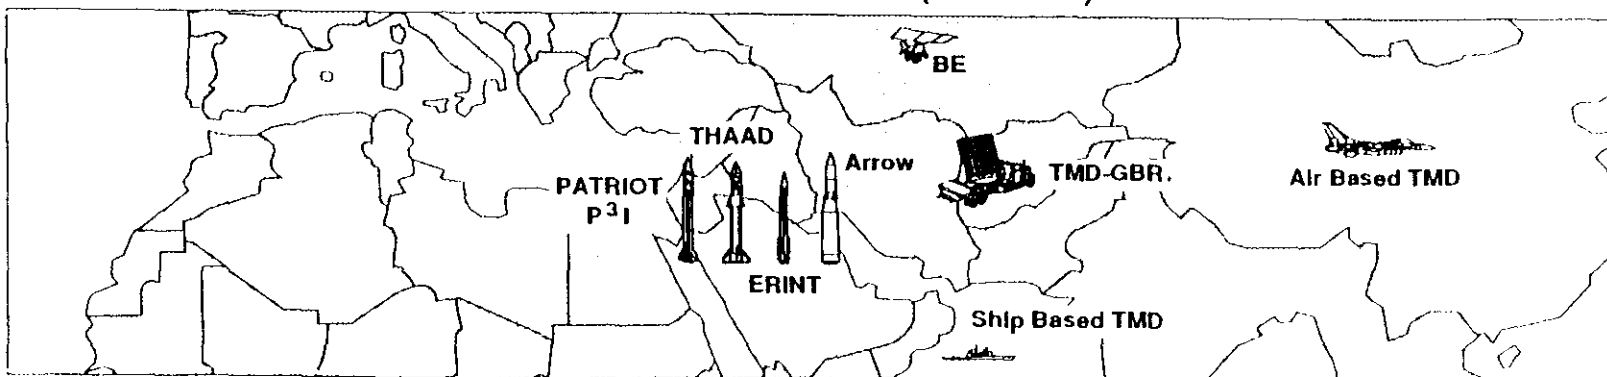 BE
THAAD
Arrow
PATRIOT
P³I
TMD-GBR.
Air Based TMD
ERINT
Ship Based TMD